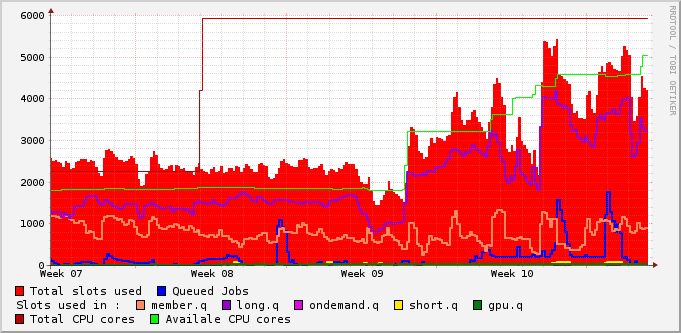 6000
5000
4000
3000
2000
1000
0
Week 07 Week 08 Week 09 Week 10
Total slots used Queued Jobs
Slots used in : member.q long.q ondemand.q short.q gpu.q
Total CPU cores Availale CPU cores
RRDTOOL / TOBI OETIKER